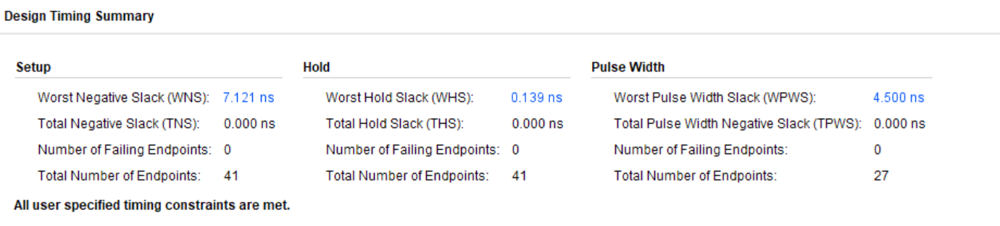 Design Timing Summary
Setup Hold Pulse Width
Worst Negative Slack (WNS): 7.121 ns Worst Hold Slack (WHS): 0.139 ns Worst Pulse Width Slack (WPWS): 4.500 ns
Total Negative Slack (TNS): 0.000 ns Total Hold Slack (THS): 0.000 ns Total Pulse Width Negative Slack (TPWS): 0.000 ns
Number of Failing Endpoints: 0 Number of Failing Endpoints: 0 Number of Failing Endpoints: 0
Total Number of Endpoints: 41 Total Number of Endpoints: 41 Total Number of Endpoints: 27
All user specified timing constraints are met.